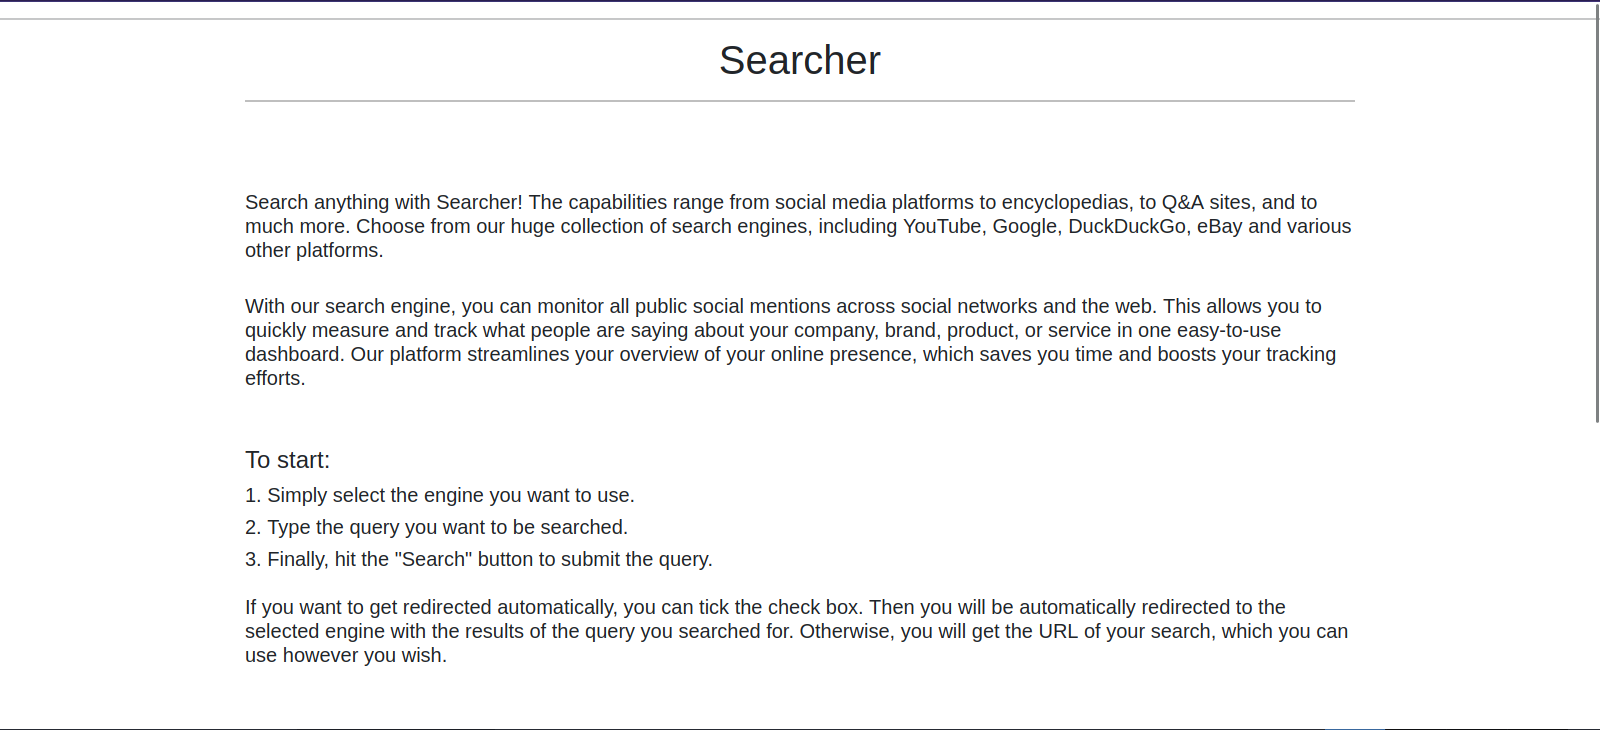 Searcher
Search anything with Searcher! The capabilities range from social media platforms to encyclopedias, to Q&A sites, and to
much more. Choose from our huge collection of search engines, including YouTube, Google, DuckDuckGo, eBay and various
other platforms.
With our search engine, you can monitor all public social mentions across social networks and the web. This allows you to
quickly measure and track what people are saying about your company, brand, product, or service in one easy-to-use
dashboard. Our platform streamlines your overview of your online presence, which saves you time and boosts your tracking
efforts.
To start:
1. Simply select the engine you want to use.
2. Type the query you want to be searched.
3. Finally, hit the "Search" button to submit the query.
If you want to get redirected automatically, you can tick the check box. Then you will be automatically redirected to the
selected engine with the results of the query you searched for. Otherwise, you will get the URL of your search, which you can
use however you wish.